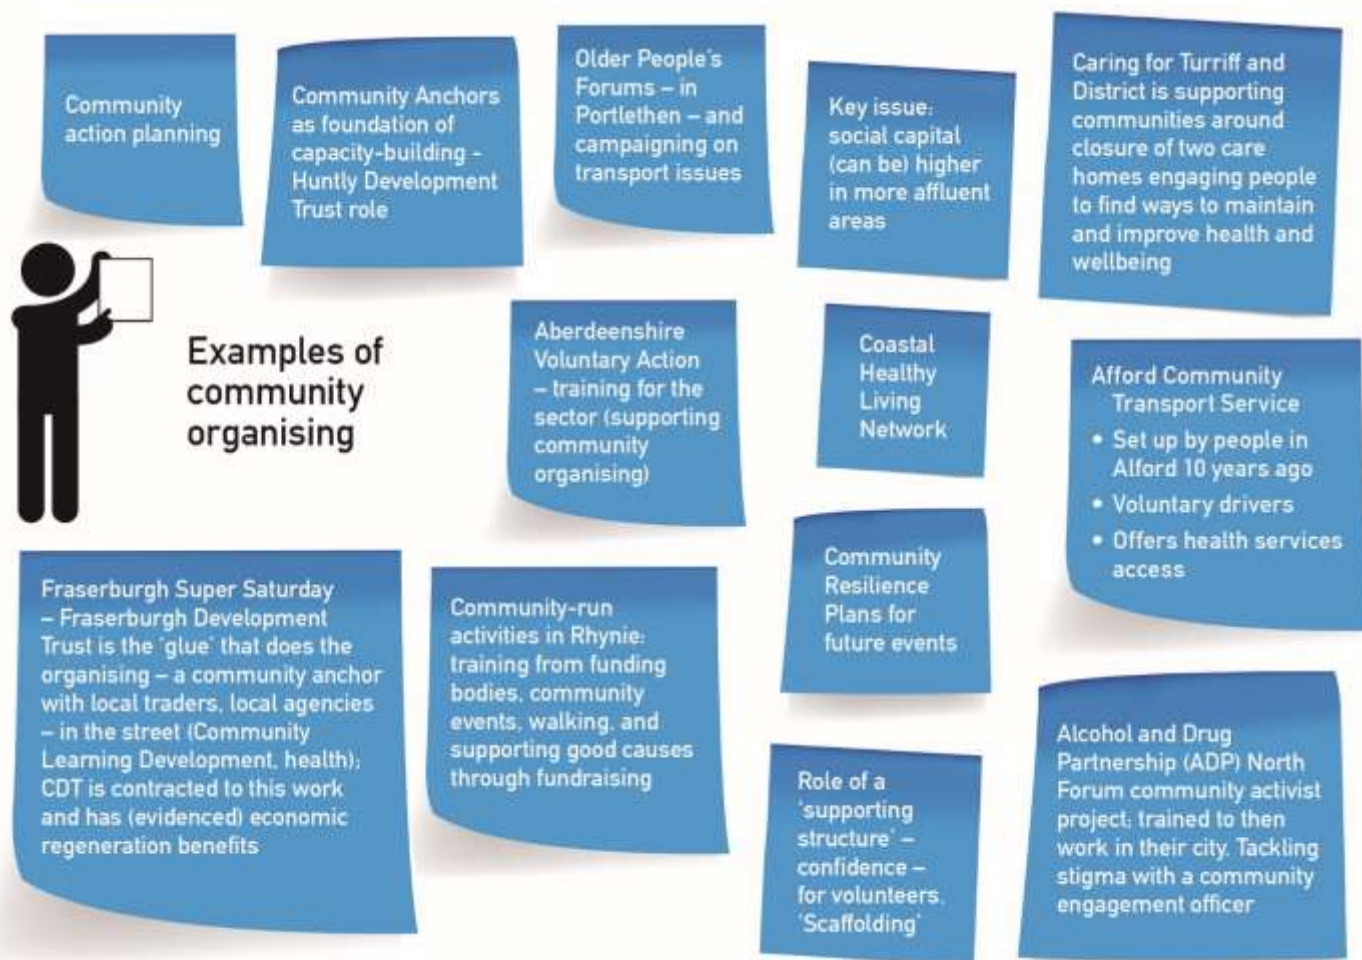 Community
action planning
Community Anchors
as foundation of
capacity-building -
Huntly Development
Trust role
Older People's
Forums – in
Portlethen – and
campaigning on
transport issues
Key issue:
social capital
(can be) higher
in more affluent
areas
Caring for Turriff and
District is supporting
communities around
closure of two care
homes engaging people
to find ways to maintain
and improve health and
wellbeing
Examples of
community
organising
Aberdeenshire
Voluntary Action
– training for the
sector (supporting
community
organising)
Coastal
Healthy
Living
Network
Afford Community
Transport Service
• Set up by people in
Alford 10 years ago
• Voluntary drivers
• Offers health services
access
Fraserburgh Super Saturday
– Fraserburgh Development
Trust is the 'glue' that does the
organising – a community anchor
with local traders, local agencies
– in the street (Community
Learning Development, health);
CDT is contracted to this work
and has (evidenced) economic
regeneration benefits
Community-run
activities in Rhynie:
training from funding
bodies, community
events, walking, and
supporting good causes
through fundraising
Community
Resilience
Plans for
future events
Role of a
'supporting
structure' –
confidence –
for volunteers.
'Scaffolding'
Alcohol and Drug
Partnership (ADP) North
Forum community activist
project; trained to then
work in their city. Tackling
stigma with a community
engagement officer